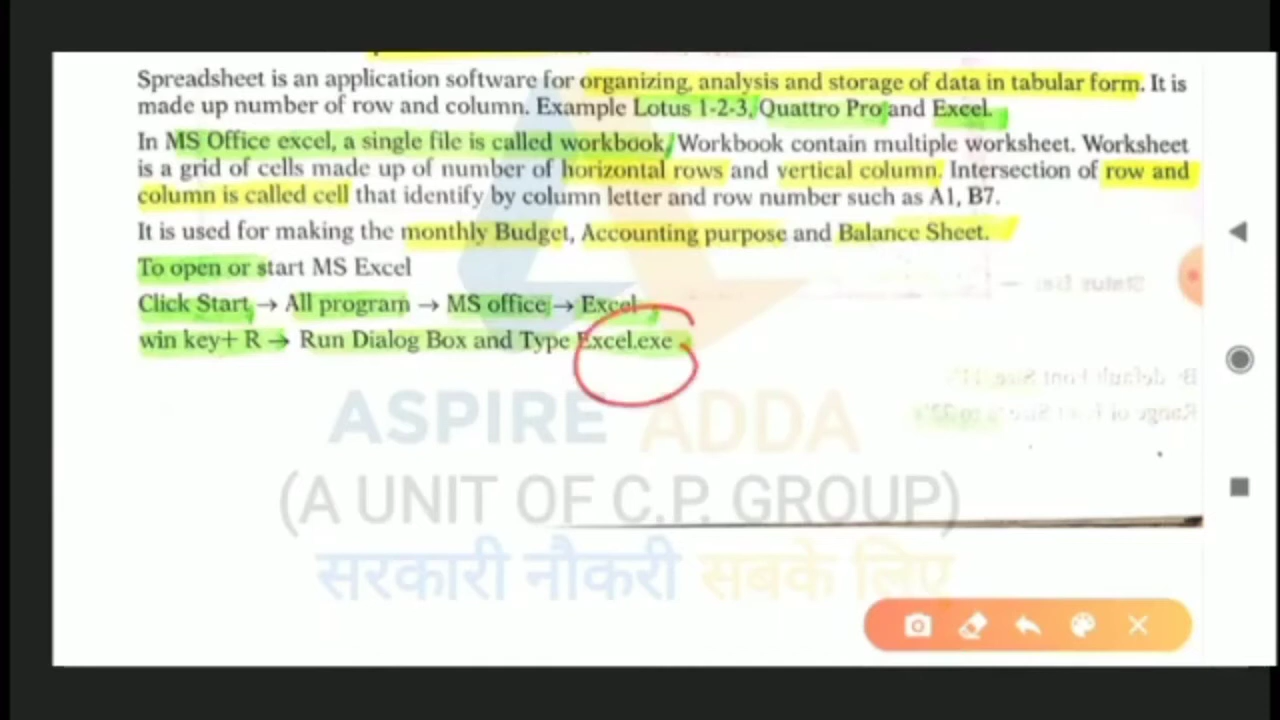 Spreadsheet is an application software for organizing, analysis and storage of data in tabular form. It is
made up number of row and column. Example Lotus 1-2-3, Quattro Pro and Excel.
In MS Office excel, a single file is called workbook, Workbook contain multiple worksheet. Worksheet
is a grid of cells made up of number of horizontal rows and vertical column. Intersection of row and
column is called cell that identify by column letter and row number such as A1, B7.
It is used for making the monthly Budget, Accounting purpose and Balance Sheet.
To open or start MS Excel
Click Start → All program → MS office → Excel
win key+ R → Run Dialog Box and Type Excel.exe
ASPIRE ADDA
(A UNIT OF C.P. GROUP)
सरकारी नौकरी सबके लिए